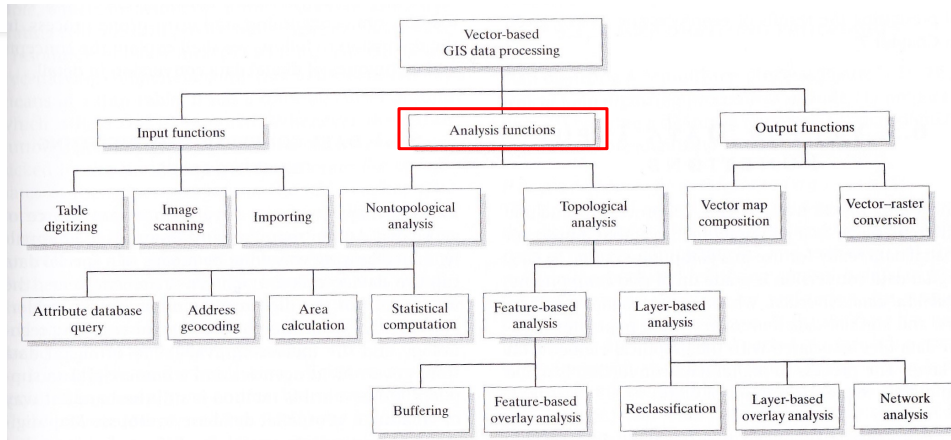 Vector-based
GIS data processing
Input functions
Analysis functions
Output functions
Table
digitizing
Image
scanning
Importing
Nontopological
analysis
Topological
analysis
Vector map
composition
Vector–raster
conversion
Attribute database
query
Address
geocoding
Area
calculation
Statistical
computation
Feature-based
analysis
Layer-based
analysis
Buffering
Feature-based
overlay analysis
Reclassification
Layer-based
overlay analysis
Network
analysis